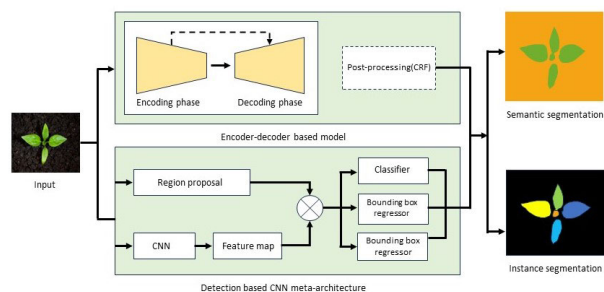 Post-processing(CRF)
Encoding phase
Decoding phase
Semantic segmentation
Encoder-decoder based model
Input
Region proposal
Classifier
Bounding box
regressor
CNN
Feature map
Bounding box
regressor
Instance segmentation
Detection based CNN meta-architecture